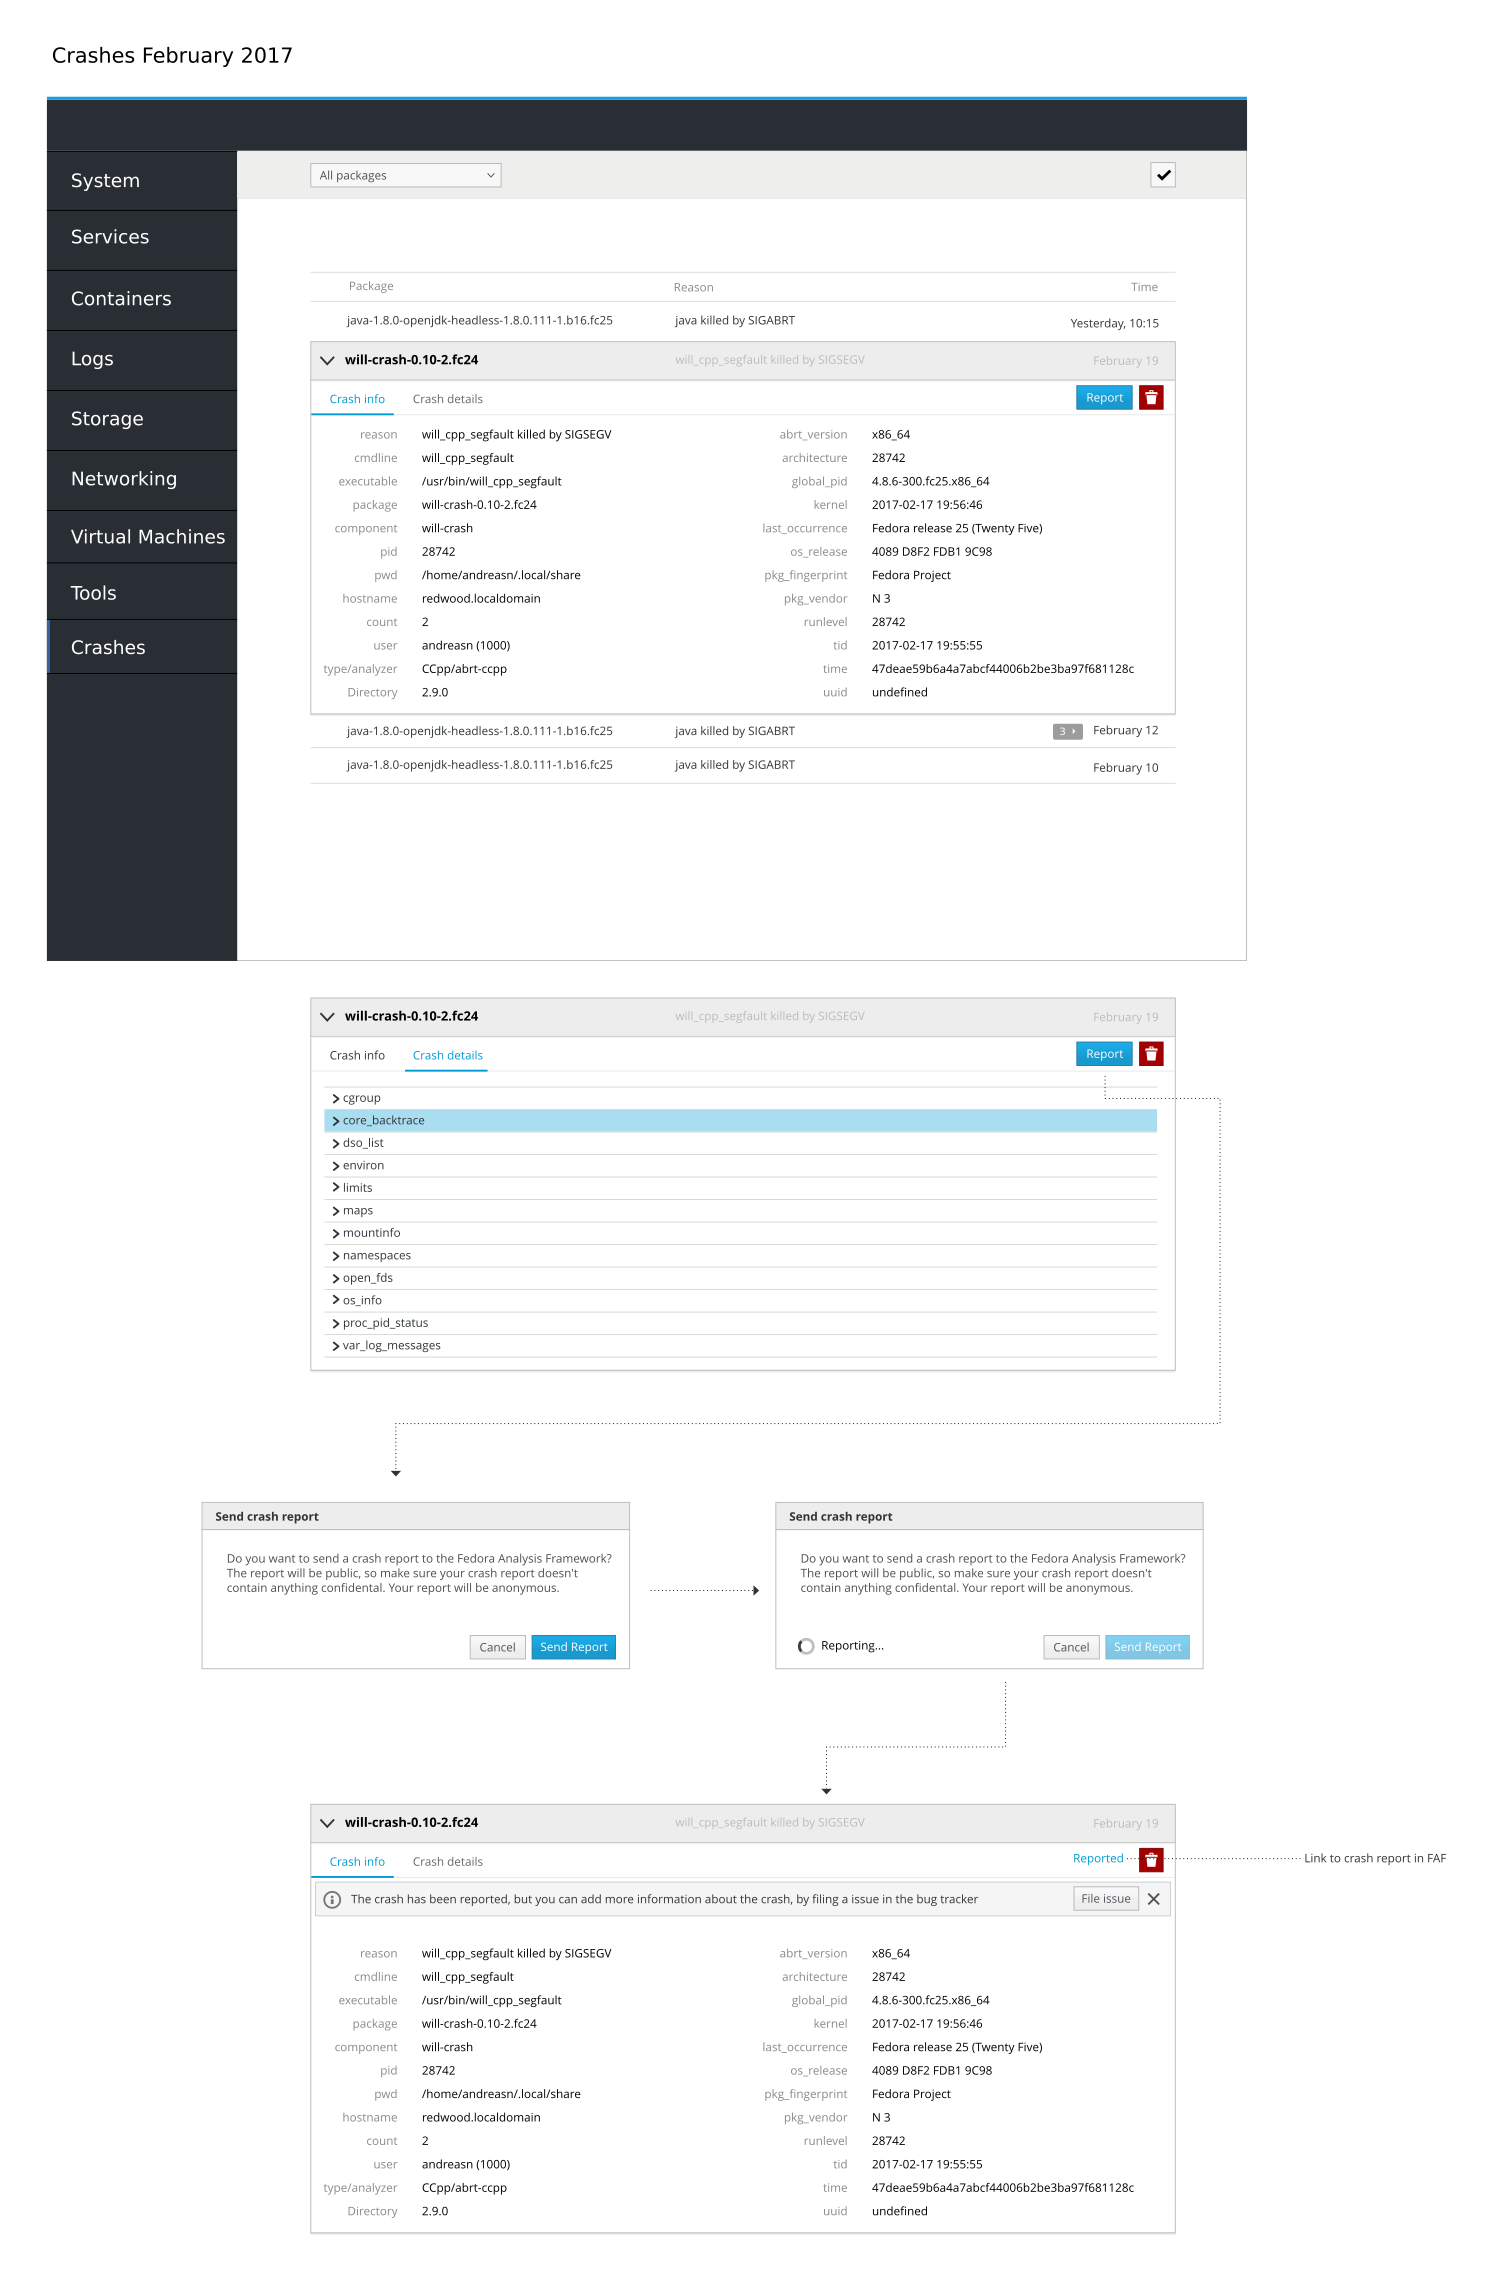 Crashes February 2017
System
Services
Containers
Logs
Storage
Networking
Virtual Machines
Tools
Crashes
All packages
Package Reason Time
java-1.8.0-openjdk-headless-1.8.0.111-1.b16.fc25 java killed by SIGABRT Yesterday, 10:15
will-crash-0.10-2.fc24 will_cpp_segfault killed by SIGSEGV February 19
Crash info Crash details Report
reason will_cpp_segfault killed by SIGSEGV abrt_version x86_64
cmdline will_cpp_segfault architecture 28742
executable /usr/bin/will_cpp_segfault global_pid 4.8.6-300.fc25.x86_64
package will-crash-0.10-2.fc24 kernel 2017-02-17 19:56:46
component will-crash last_occurrence Fedora release 25 (Twenty Five)
pid 28742 os_release 4089 D8F2 FDB1 9C98
pwd /home/andreasn/.local/share pkg_fingerprint Fedora Project
hostname redwood.localdomain pkg_vendor N 3
count 2 runlevel 28742
user andreasn (1000) tid 2017-02-17 19:55:55
type/analyzer CCpp/abrt-ccpp time 47deae59b6a4a7abcf44006b2be3ba97f681128c
Directory 2.9.0 uuid undefined
java-1.8.0-openjdk-headless-1.8.0.111-1.b16.fc25 java killed by SIGABRT 3 February 12
java-1.8.0-openjdk-headless-1.8.0.111-1.b16.fc25 java killed by SIGABRT February 10
will-crash-0.10-2.fc24 will_cpp_segfault killed by SIGSEGV February 19
Crash info Crash details Report
cgroup
core_backtrace
dso_list
environ
limits
maps
mountinfo
namespaces
open_fds
os_info
proc_pid_status
var_log_messages
Send crash report
Do you want to send a crash report to the Fedora Analysis Framework?
The report will be public, so make sure your crash report doesn't
contain anything confidental. Your report will be anonymous.
Cancel Send Report
Send crash report
Do you want to send a crash report to the Fedora Analysis Framework?
The report will be public, so make sure your crash report doesn't
contain anything confidental. Your report will be anonymous.
Reporting... Cancel Send Report
will-crash-0.10-2.fc24 will_cpp_segfault killed by SIGSEGV February 19
Crash info Crash details Reported Link to crash report in FAF
The crash has been reported, but you can add more information about the crash, by filing a issue in the bug tracker File issue
reason will_cpp_segfault killed by SIGSEGV abrt_version x86_64
cmdline will_cpp_segfault architecture 28742
executable /usr/bin/will_cpp_segfault global_pid 4.8.6-300.fc25.x86_64
package will-crash-0.10-2.fc24 kernel 2017-02-17 19:56:46
component will-crash last_occurrence Fedora release 25 (Twenty Five)
pid 28742 os_release 4089 D8F2 FDB1 9C98
pwd /home/andreasn/.local/share pkg_fingerprint Fedora Project
hostname redwood.localdomain pkg_vendor N 3
count 2 runlevel 28742
user andreasn (1000) tid 2017-02-17 19:55:55
type/analyzer CCpp/abrt-ccpp time 47deae59b6a4a7abcf44006b2be3ba97f681128c
Directory 2.9.0 uuid undefined